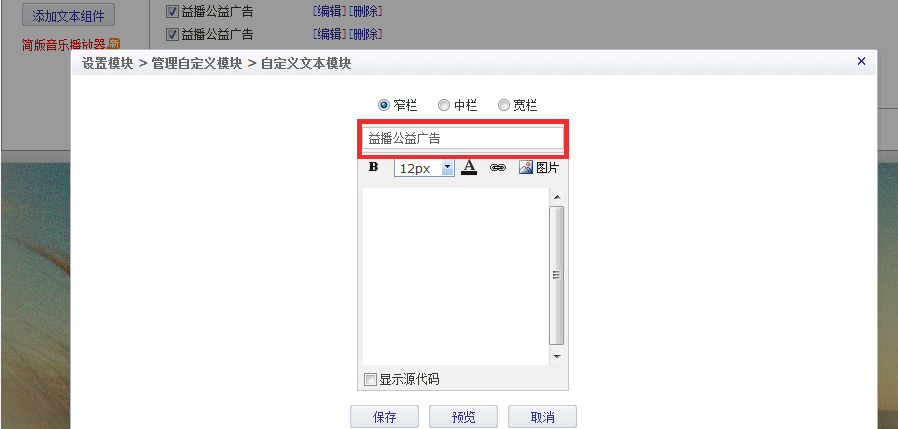 添加文本组件
益播公益广告 [编辑][删除]
益播公益广告 [编辑][删除]
简版音乐播放器 新
设置模块 > 管理自定义模块 > 自定义文本模块 ×
窄栏 中栏 宽栏
益播公益广告
B 12px A 图片
显示源代码
保存 预览 取消